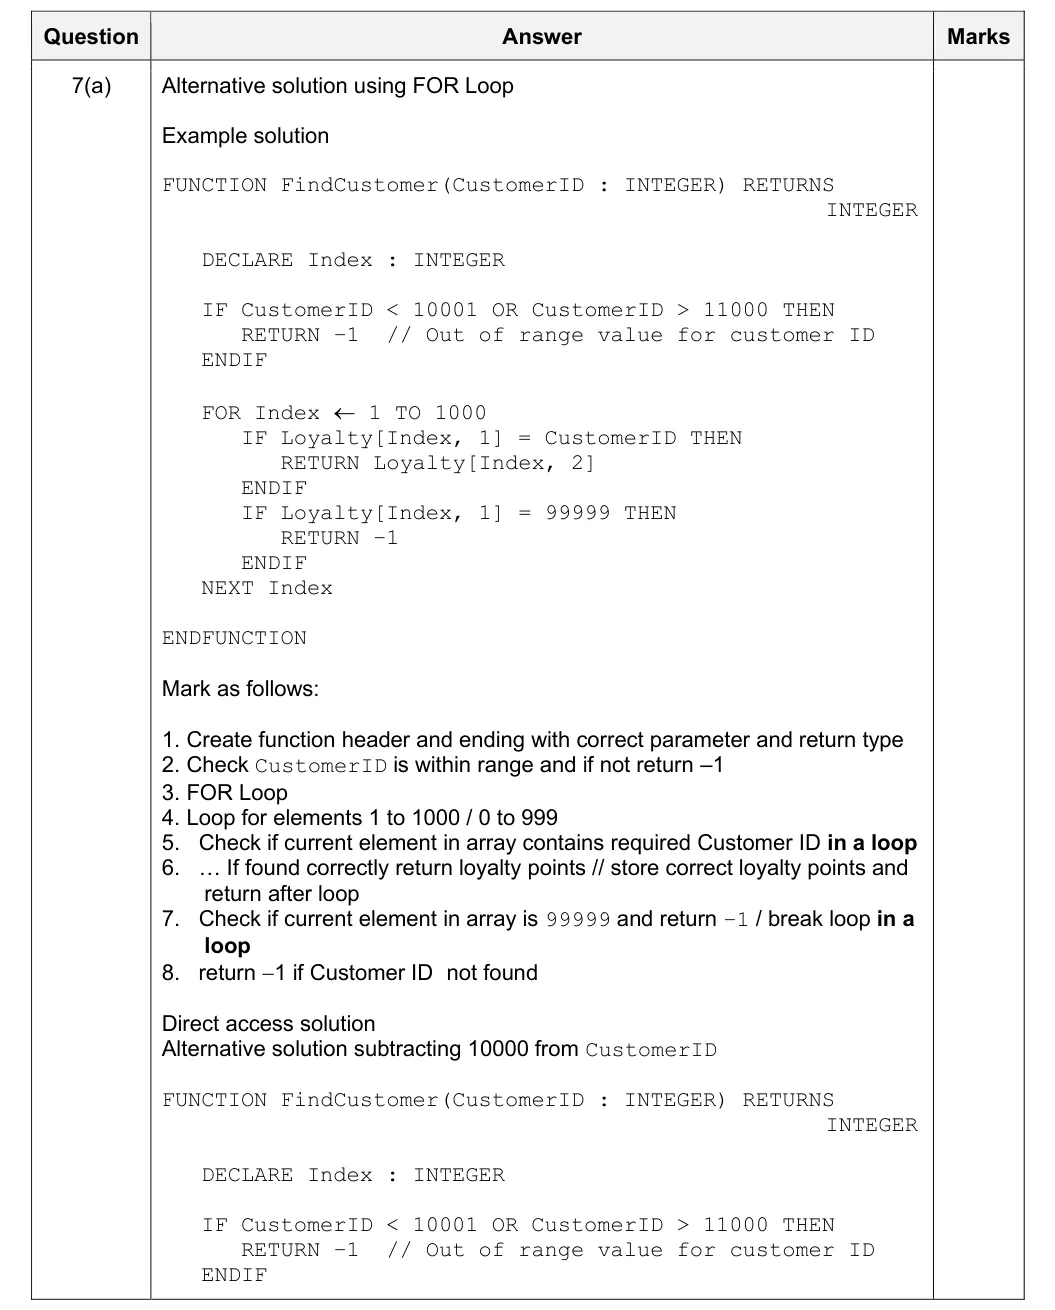 Question Answer Marks
7(a) Alternative solution using FOR Loop
Example solution
FUNCTION FindCustomer(CustomerID : INTEGER) RETURNS
INTEGER
DECLARE Index : INTEGER
IF CustomerID < 10001 OR CustomerID > 11000 THEN
RETURN –1 // Out of range value for customer ID
ENDIF
FOR Index ← 1 TO 1000
IF Loyalty[Index, 1] = CustomerID THEN
RETURN Loyalty[Index, 2]
ENDIF
IF Loyalty[Index, 1] = 99999 THEN
RETURN –1
ENDIF
NEXT Index
ENDFUNCTION
Mark as follows:
1. Create function header and ending with correct parameter and return type
2. Check CustomerID is within range and if not return –1
3. FOR Loop
4. Loop for elements 1 to 1000 / 0 to 999
5. Check if current element in array contains required Customer ID in a loop
6. … If found correctly return loyalty points // store correct loyalty points and
return after loop
7. Check if current element in array is 99999 and return –1 / break loop in a
loop
8. return –1 if Customer ID not found
Direct access solution
Alternative solution subtracting 10000 from CustomerID
FUNCTION FindCustomer(CustomerID : INTEGER) RETURNS
INTEGER
DECLARE Index : INTEGER
IF CustomerID < 10001 OR CustomerID > 11000 THEN
RETURN –1 // Out of range value for customer ID
ENDIF